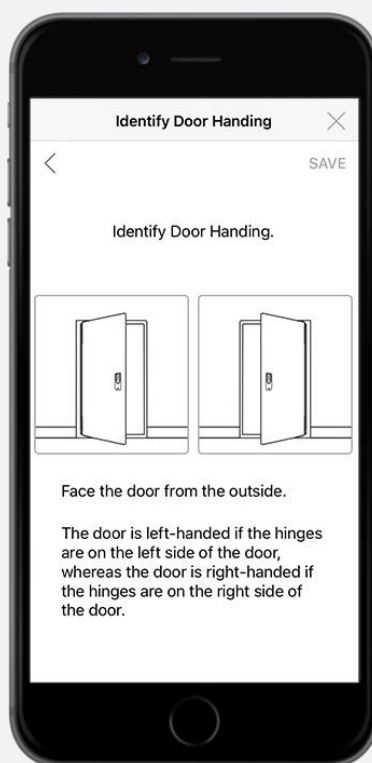 Identify Door Handing
SAVE
Identify Door Handing.
Face the door from the outside.
The door is left-handed if the hinges
are on the left side of the door,
whereas the door is right-handed if
the hinges are on the right side of
the door.